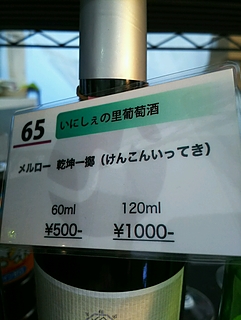 65 いにしぇの里葡萄酒
メルロー 乾坤一擲（けんこんいってき）
60ml 120ml
¥500- ¥1000-